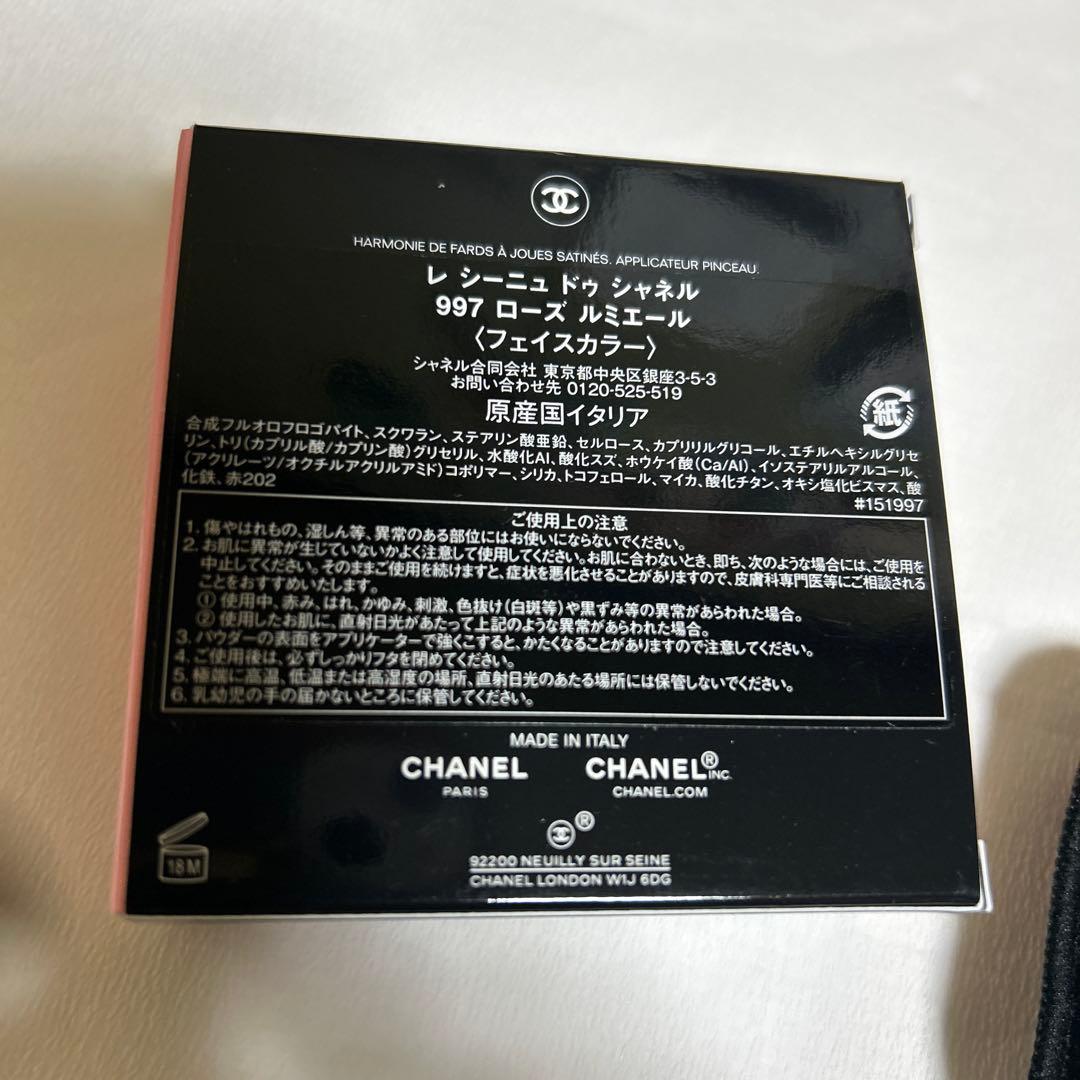 HARMONIE DE FARDS À JOUES SATINÉS. APPLICATEUR PINCEAU.
レ シーニュ ドゥ シャネル
997 ローズ ルミエール
〈フェイスカラー〉
シャネル合同会社 東京都中央区銀座3-5-3
お問い合わせ先 0120-525-519
原産国イタリア
紙
合成フルオロフロゴパイト、スクワラン、ステアリン酸亜鉛、セルロース、カプリリルグリコール、エチルヘキシルグリセ
リン、トリ(カプリル酸/カプリン酸)グリセリル、水酸化Al、酸化スズ、ホウケイ酸(Ca/Al)、イソステアリルアルコール、
(アクリレーツ/オクチルアクリルアミド)コポリマー、シリカ、トコフェロール、マイカ、酸化チタン、オキシ塩化ビスマス、酸
化鉄、赤202
#151997
ご使用上の注意
1. 傷やはれもの、湿しん等、異常のある部位にはお使いにならないでください。
2. お肌に異常が生じていないかよく注意して使用してください。お肌に合わないとき、即ち、次のような場合には、ご使用を
中止してください。そのままご使用を続けますと、症状を悪化させることがありますので、皮膚科専門医等にご相談される
ことをおすすめいたします。
① 使用中、赤み、はれ、かゆみ、刺激、色抜け(白斑等)や黒ずみ等の異常があらわれた場合。
② 使用したお肌に、直射日光があたって上記のような異常があらわれた場合。
3. パウダーの表面をアプリケーターで強くこすると、かたくなることがありますので注意してください。
4. ご使用後は、必ずしっかりフタを閉めてください。
5. 極端に高温、低温または高湿度の場所、直射日光のあたる場所には保管しないでください。
6. 乳幼児の手の届かないところに保管してください。
MADE IN ITALY
CHANEL CHANEL® INC.
PARIS CHANEL.COM
®
18 M
92200 NEUILLY SUR SEINE
CHANEL LONDON W1J 6DG